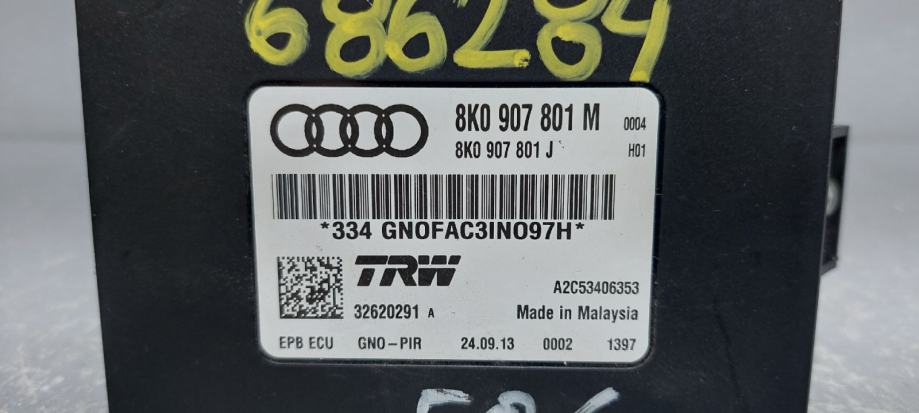 686284
8K0 907 801 M 0004
8K0 907 801 J H01
*334 GNOFAC3INO97H*
TRW
A2C53406353
32620291 A Made in Malaysia
EPB ECU GNO-PIR 24.09.13 0002 1397